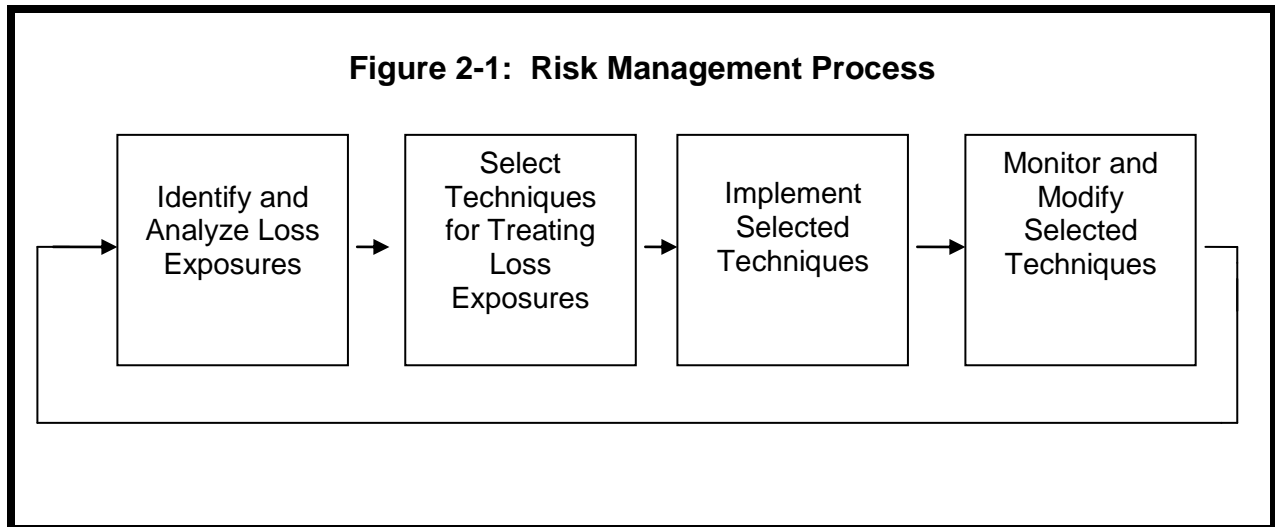 Figure 2-1: Risk Management Process
Identify and
Analyze Loss
Exposures
Select
Techniques
for Treating
Loss
Exposures
Implement
Selected
Techniques
Monitor and
Modify
Selected
Techniques